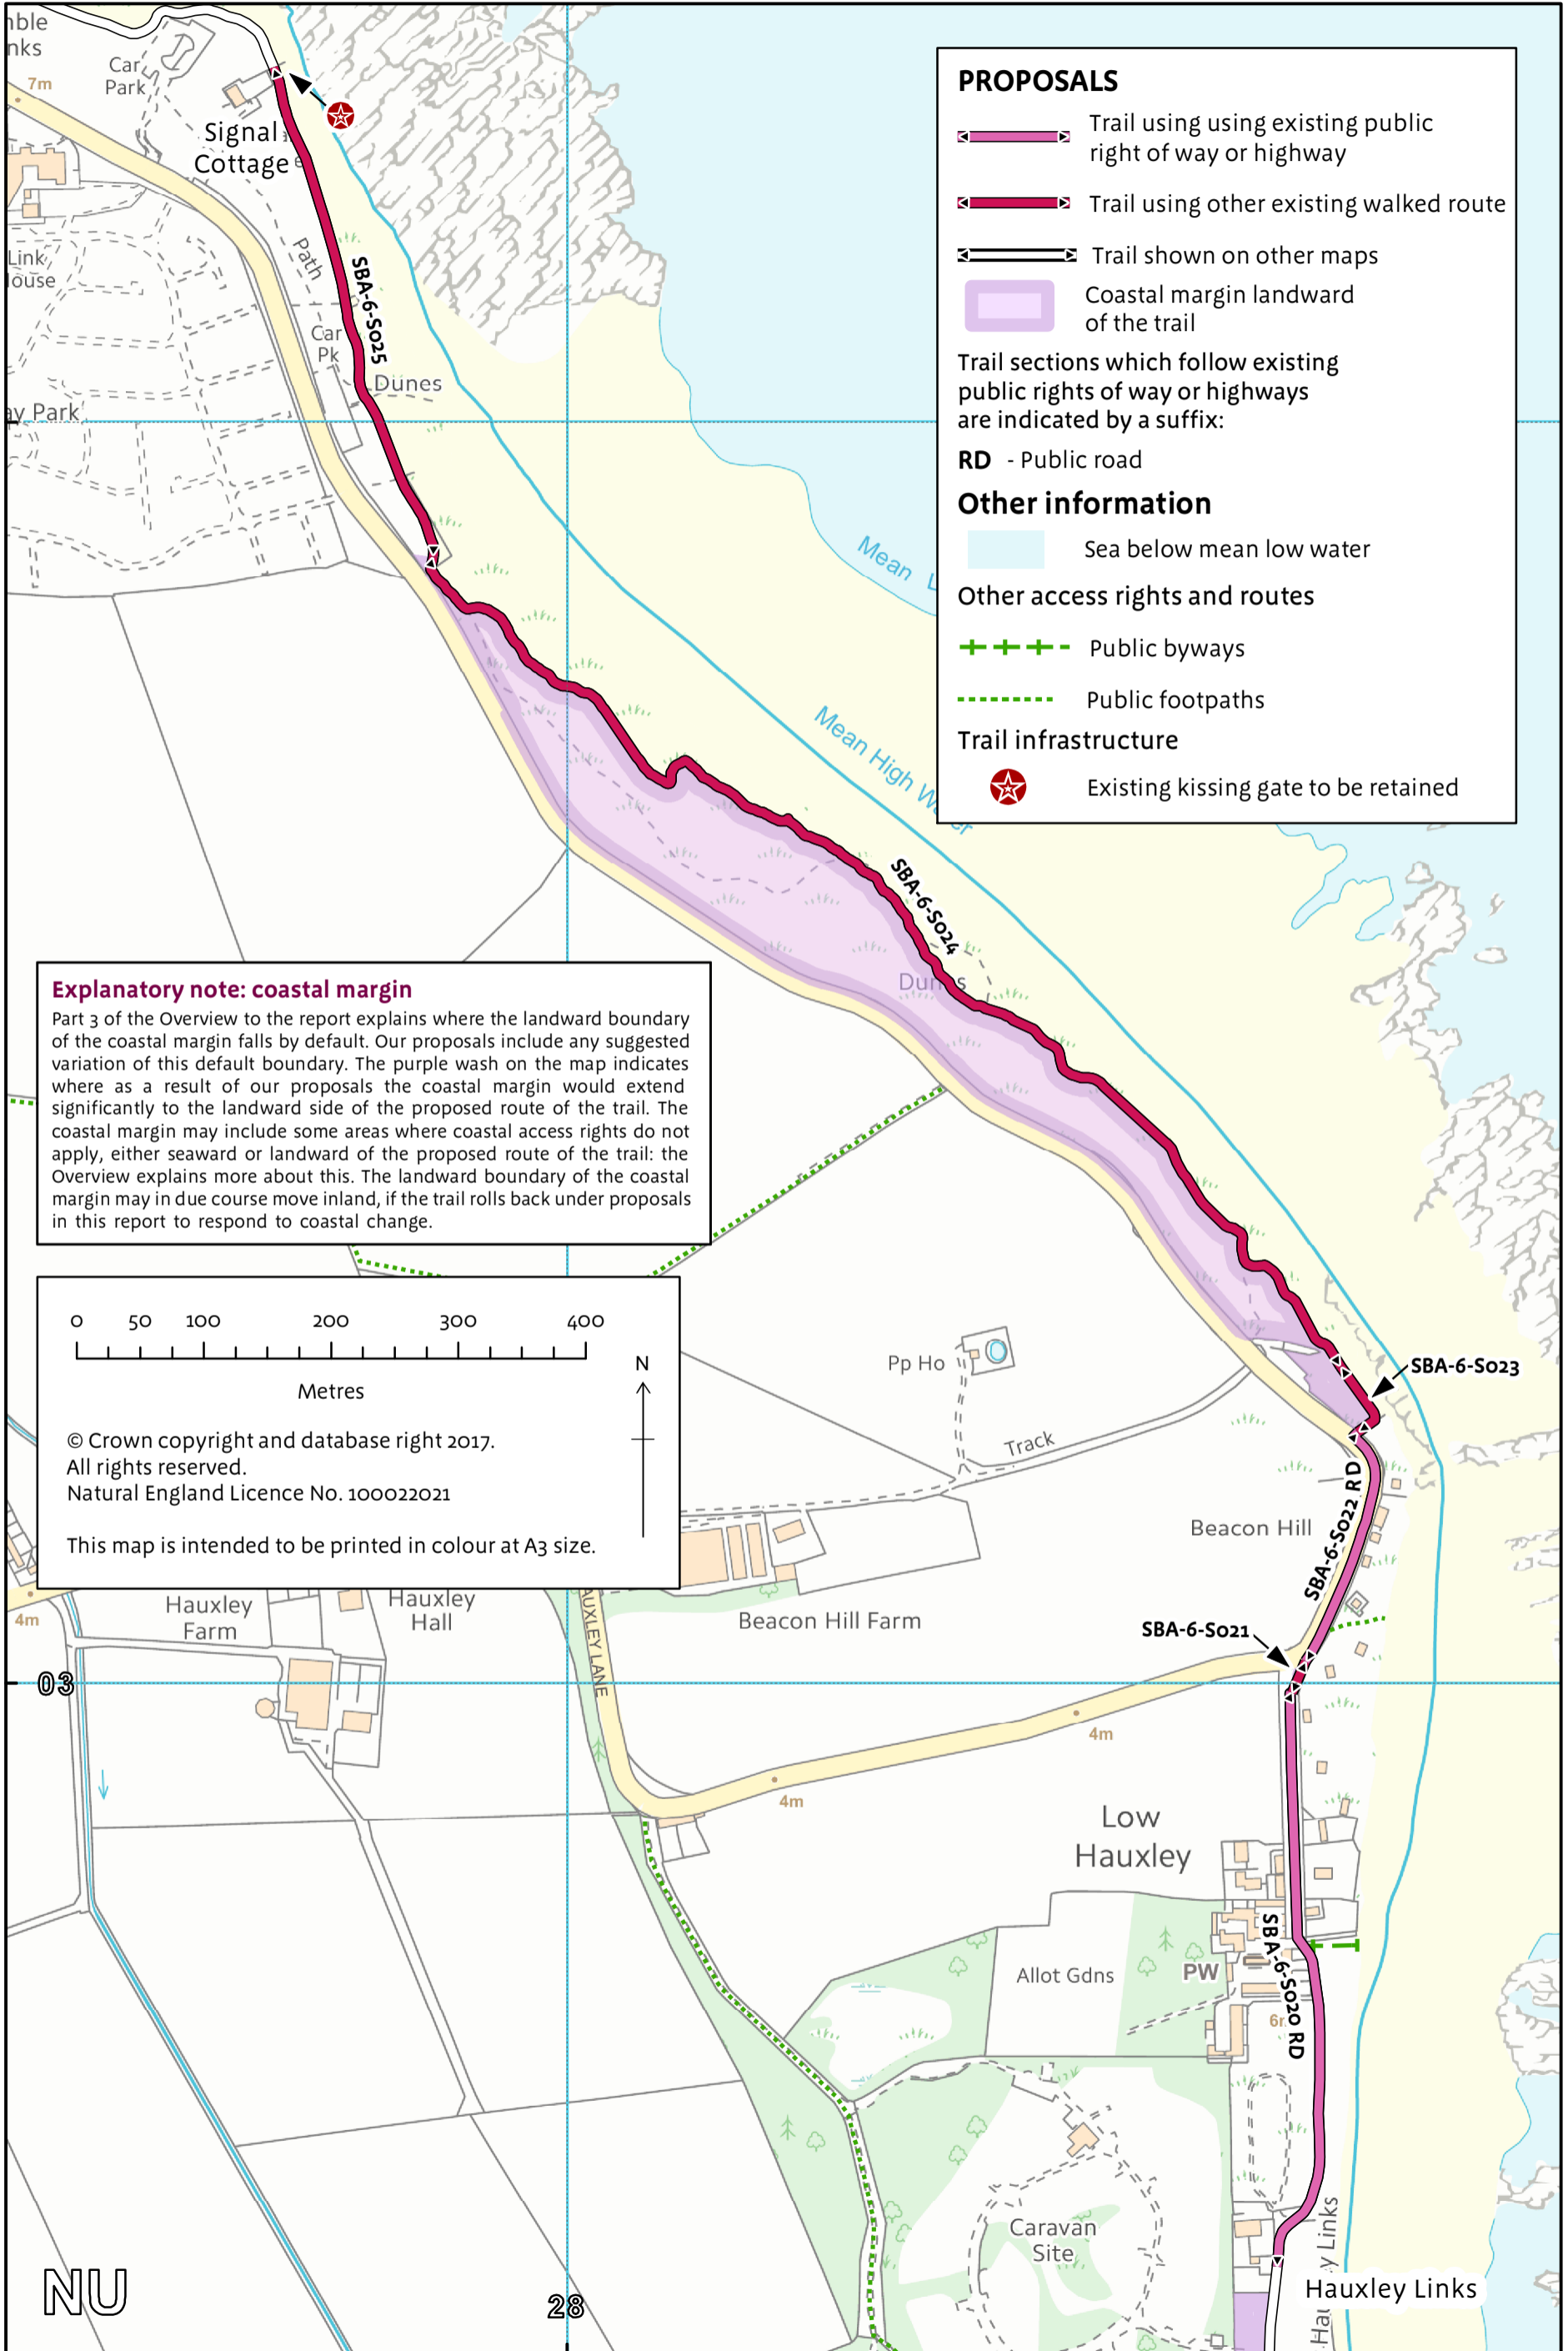 PROPOSALS
Trail using using existing public
right of way or highway
Trail using other existing walked route
Trail shown on other maps
Coastal margin landward
of the trail
Trail sections which follow existing
public rights of way or highways
are indicated by a suffix:
RD - Public road
Other information
Sea below mean low water
Other access rights and routes
Public byways
Public footpaths
Trail infrastructure
Existing kissing gate to be retained
nble
nks
Car
Park
7m
Signal
Cottage
Path
SBA-6-S025
Link
Car
Pk
Dunes
ay Park
Mean
Mean High Water
SBA-6-S024
Dunes
Explanatory note: coastal margin
Part 3 of the Overview to the report explains where the landward boundary
of the coastal margin falls by default. Our proposals include any suggested
variation of this default boundary. The purple wash on the map indicates
where as a result of our proposals the coastal margin would extend
significantly to the landward side of the proposed route of the trail. The
coastal margin may include some areas where coastal access rights do not
apply, either seaward or landward of the proposed route of the trail: the
Overview explains more about this. The landward boundary of the coastal
margin may in due course move inland, if the trail rolls back under proposals
in this report to respond to coastal change.
0 50 100 200 300 400
Metres
N
© Crown copyright and database right 2017.
All rights reserved.
Natural England Licence No. 100022021
This map is intended to be printed in colour at A3 size.
Pp Ho
SBA-6-S023
Track
Beacon Hill
SBA-6-S022 RD
SBA-6-S021
4m
Hauxley
Farm
Hauxley
Hall
AUXLEY LANE
Beacon Hill Farm
03
4m
4m
Low
Hauxley
Allot Gdns
PW
SBA-6-S020 RD
6m
Caravan
Site
Hauxley Links
y Links
NU
28